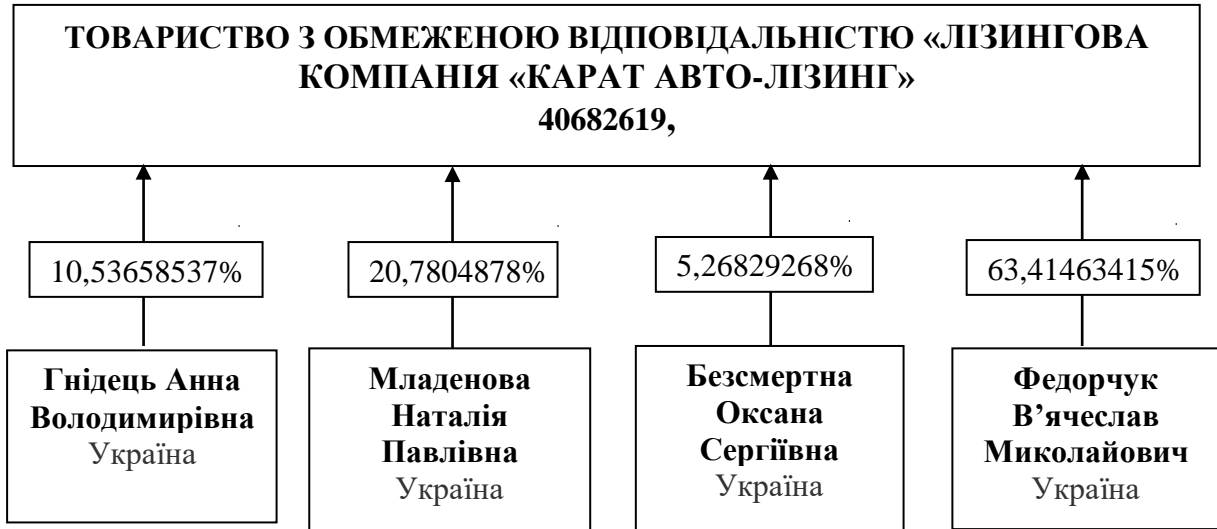 ТОВАРИСТВО З ОБМЕЖЕНОЮ ВІДПОВІДАЛЬНІСТЮ «ЛІЗИНГОВА
КОМПАНІЯ «КАРАТ АВТО-ЛІЗИНГ»
40682619,
10,53658537%
20,7804878%
5,26829268%
63,41463415%
Гнідець Анна
Володимирівна
Україна
Младенова
Наталія
Павлівна
Україна
Безсмертна
Оксана
Сергіївна
Україна
Федорчук
В’ячеслав
Миколайович
Україна